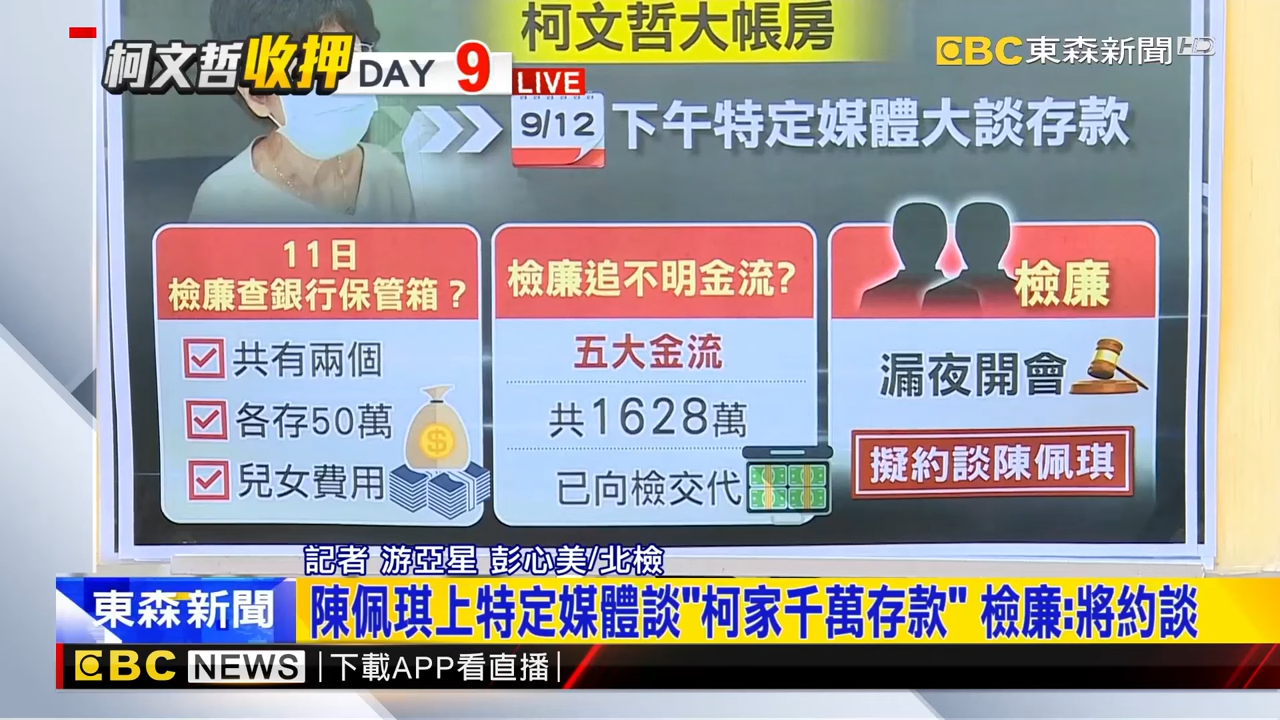 柯文哲大帳房
柯文哲收押DAY 9
LIVE
EBC東森新聞HD
9/12
下午特定媒體大談存款
11日
檢廉查銀行保管箱？
共有兩個
各存50萬
兒女費用
檢廉追不明金流?
五大金流
共1628萬
已向檢交代
檢廉
漏夜開會
擬約談陳佩琪
記者 游亞星 彭心美/北檢
東森新聞
陳佩琪上特定媒體談"柯家千萬存款" 檢廉:將約談
EBC NEWS
下載APP看直播